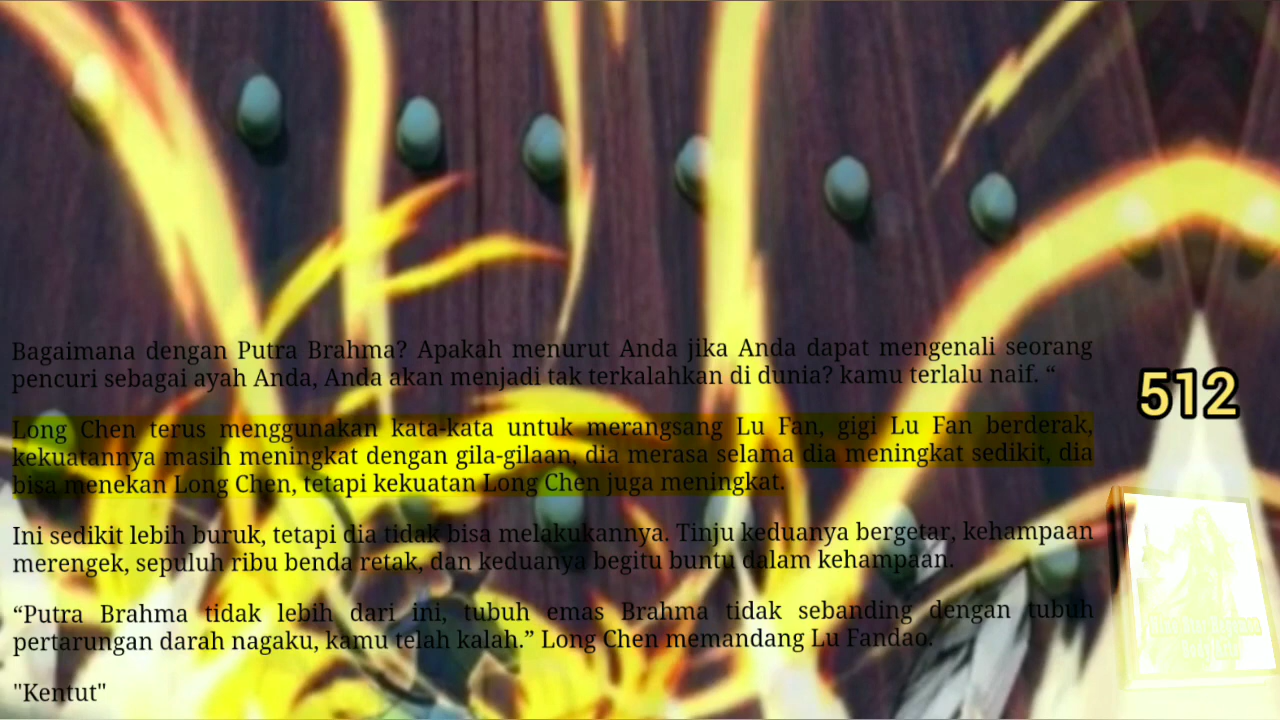 Bagaimana dengan Putra Brahma? Apakah menurut Anda jika Anda dapat mengenali seorang
pencuri sebagai ayah Anda, Anda akan menjadi tak terkalahkan di dunia? kamu terlalu naif. “
512
Long Chen terus menggunakan kata-kata untuk merangsang Lu Fan, gigi Lu Fan berderak,
kekuatannya masih meningkat dengan gila-gilaan, dia merasa selama dia meningkat sedikit, dia
bisa menekan Long Chen, tetapi kekuatan Long Chen juga meningkat.
Ini sedikit lebih buruk, tetapi dia tidak bisa melakukannya. Tinju keduanya bergetar, kehampaan
merengek, sepuluh ribu benda retak, dan keduanya begitu buntu dalam kehampaan.
“Putra Brahma tidak lebih dari ini, tubuh emas Brahma tidak sebanding dengan tubuh
pertarungan darah nagaku, kamu telah kalah.” Long Chen memandang Lu Fandao.
"Kentut"